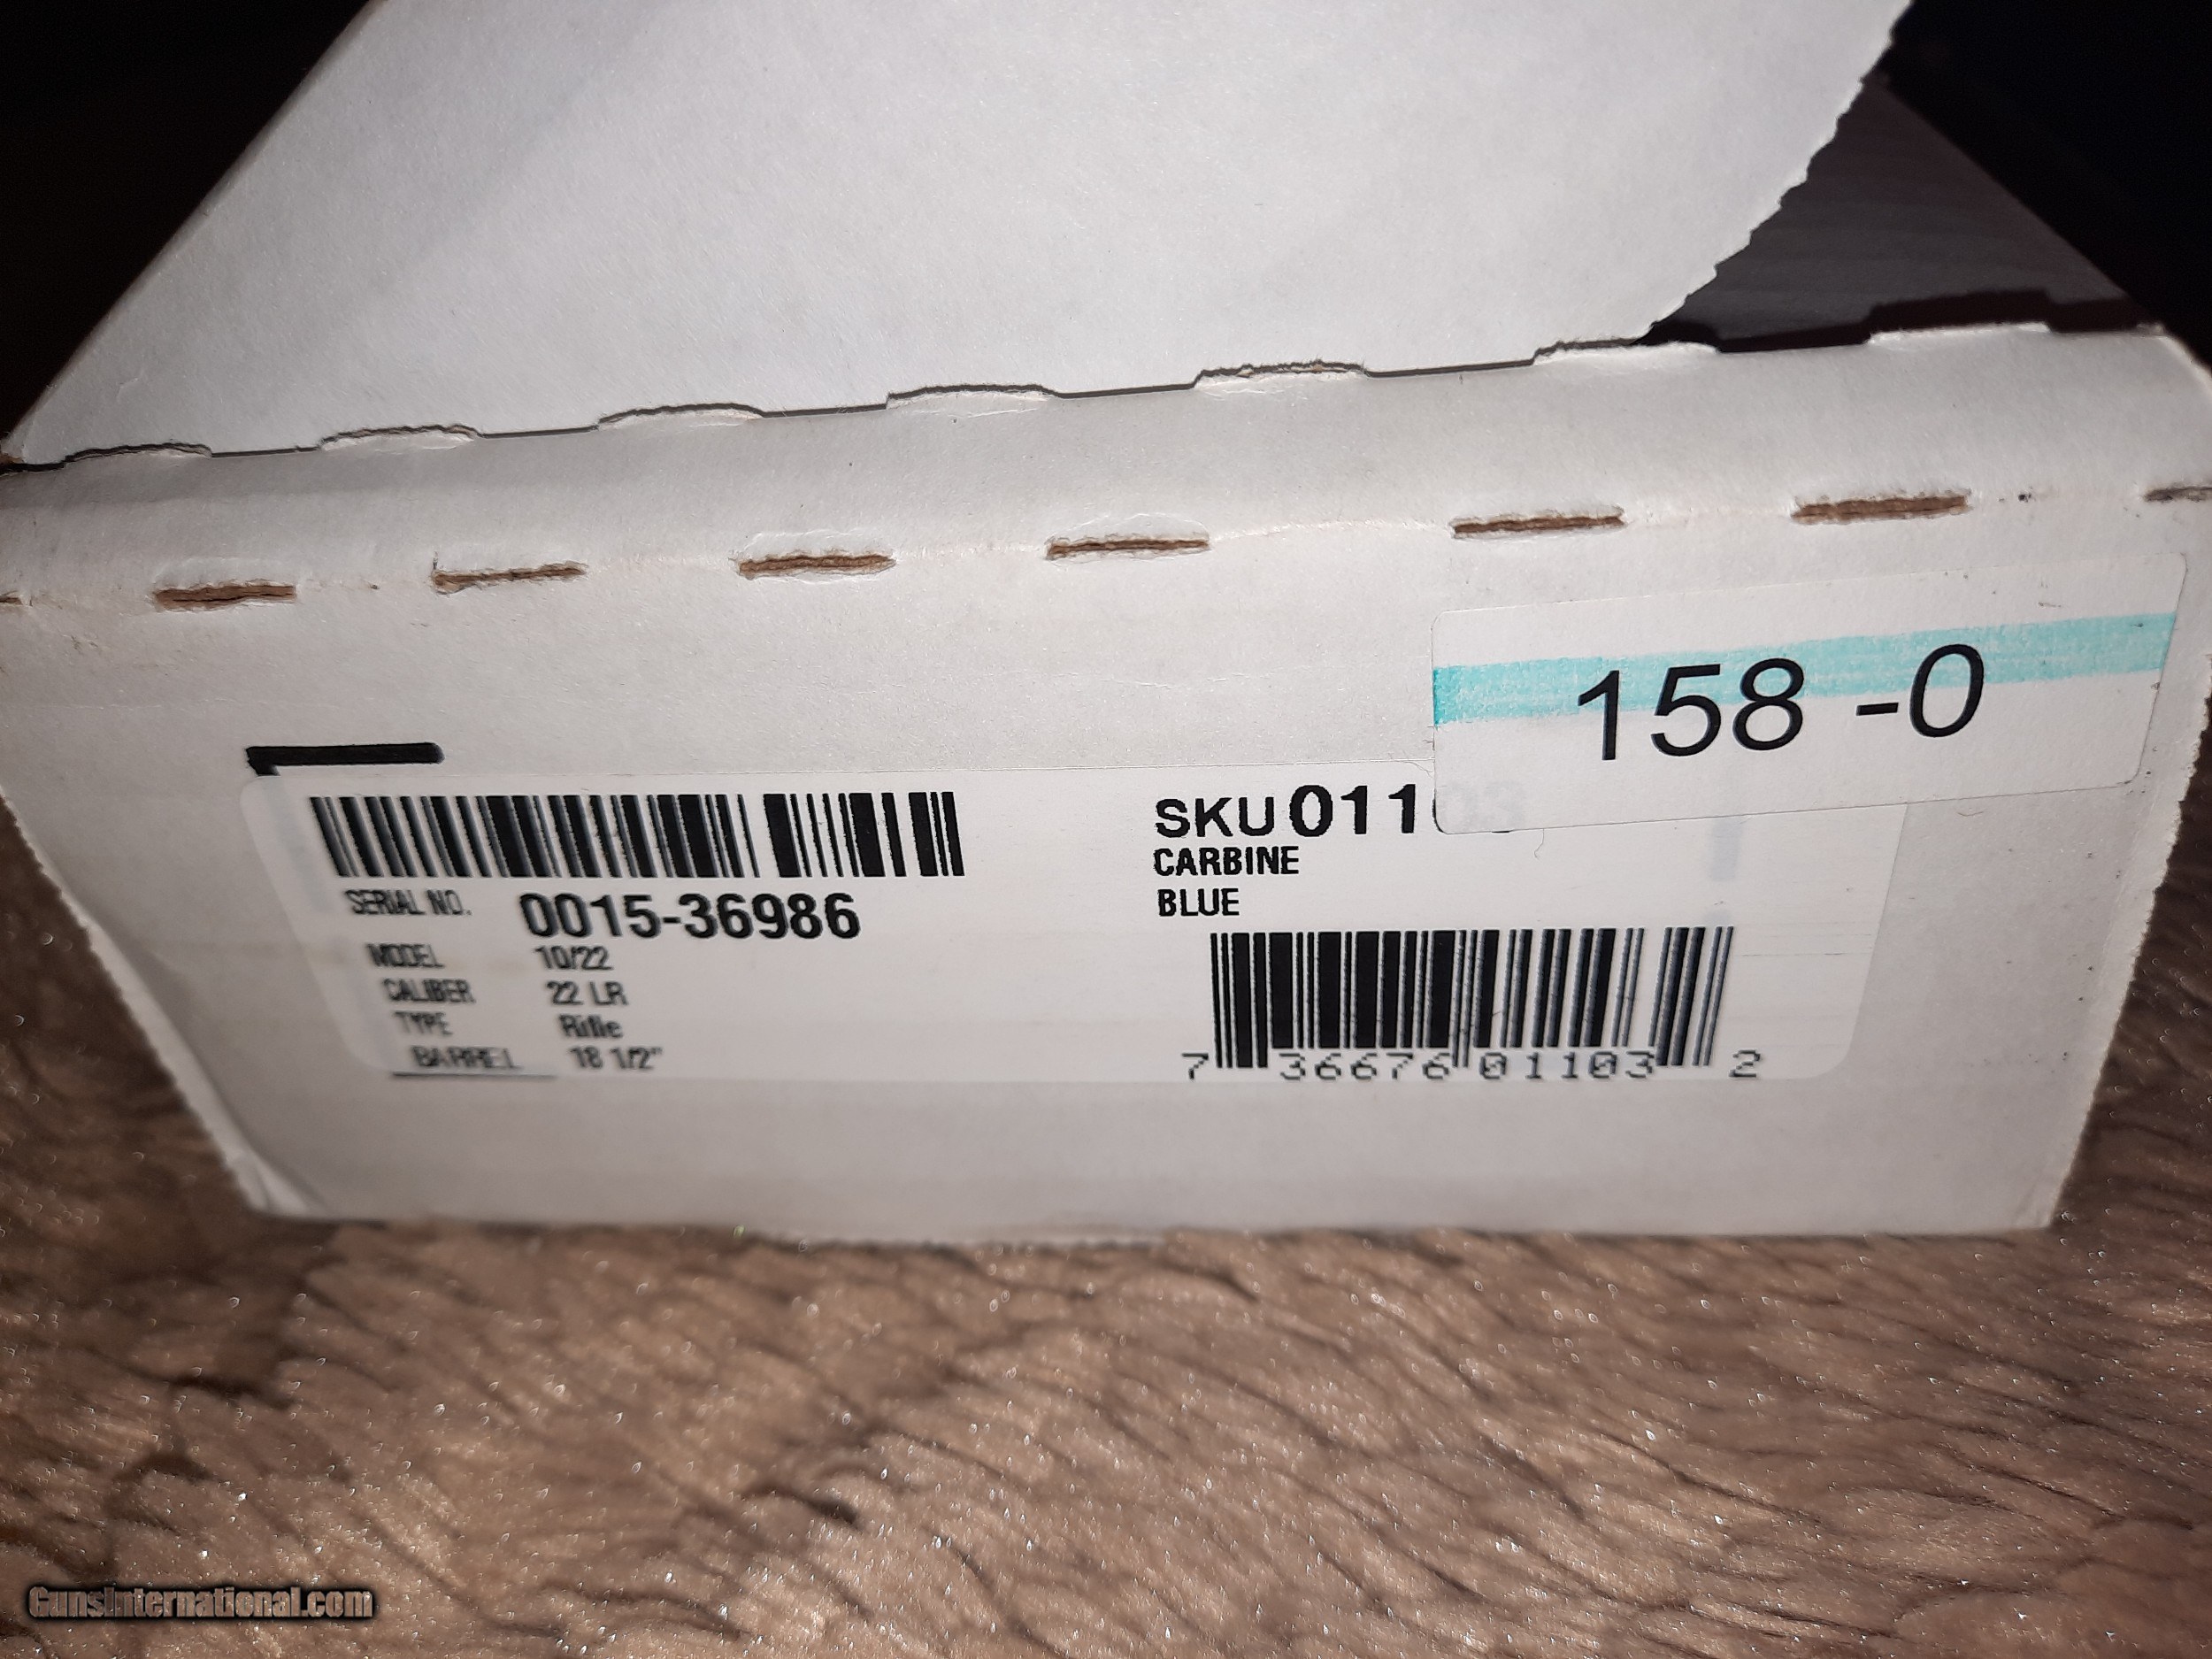 158 -0
SKU 01103
CARBINE
BLUE
7 36676 01103 2
SERIAL NO. 0015-36986
MODEL 10/22
CALIBER 22 LR
TYPE Rifle
BARREL 18 1/2"
GunsInternational.com